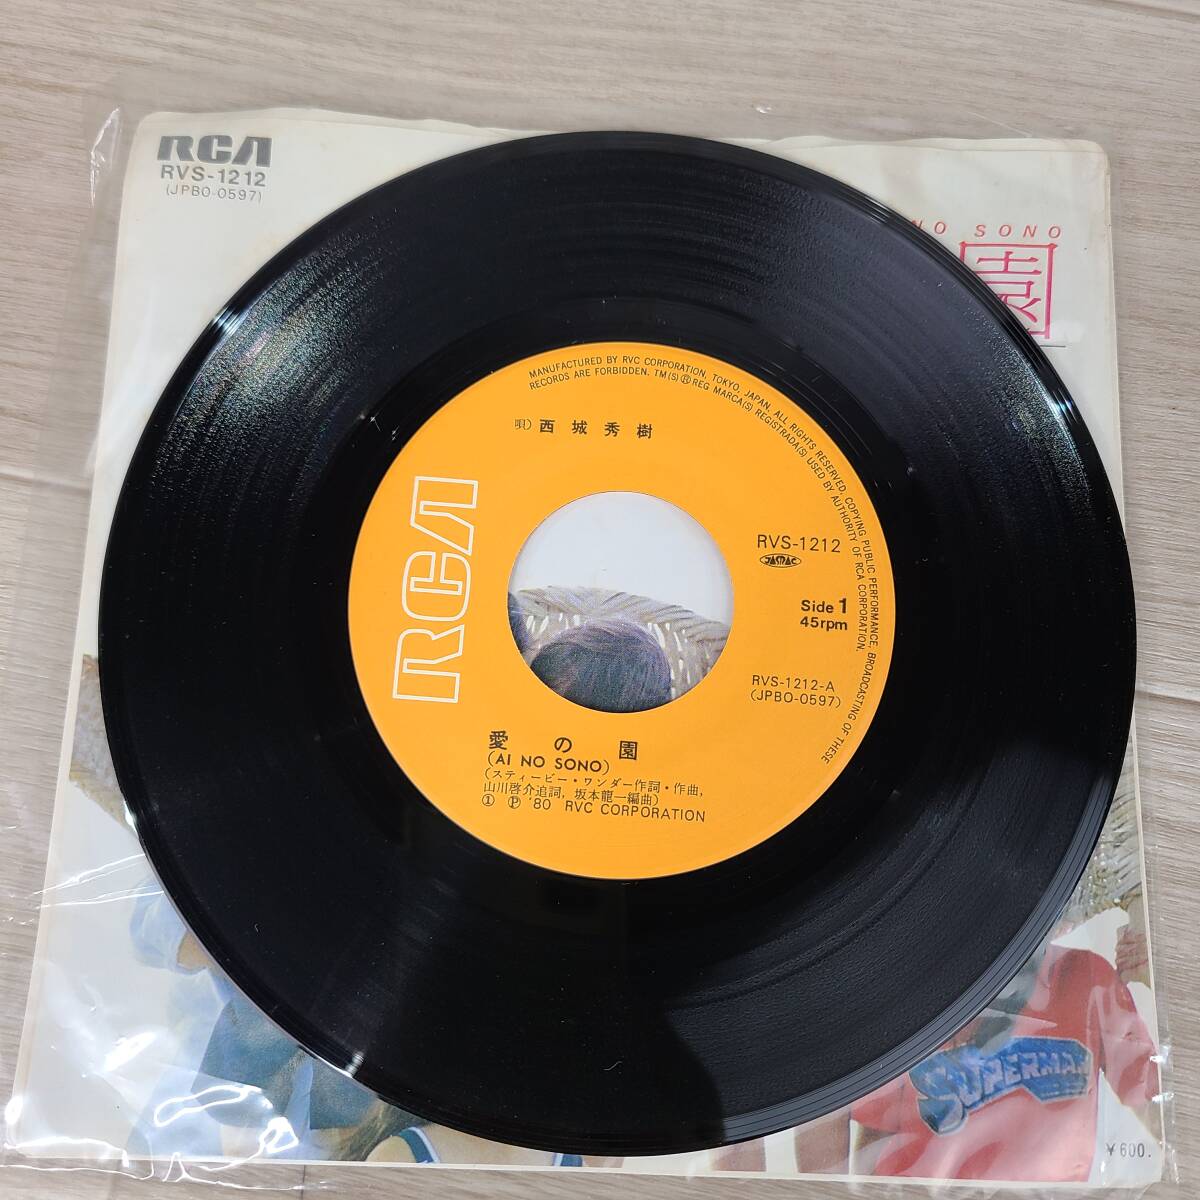 RCA
RVS-1212
(JPBO-0597)
NO SONO
園
MANUFACTURED BY RVC CORPORATION, TOKYO, JAPAN. ALL RIGHTS RESERVED. COPYING PUBLIC PERFORMANCE, BROADCASTING OF THESE
RECORDS ARE FORBIDDEN. TM(S) ® REG MARCA(S) REGISTRADA(S) USED BY AUTHORITY OF RCA CORPORATION.
唄) 西城秀樹
RCA
RVS-1212
JASRAC
Side 1
45rpm
RVS-1212-A
(JPBO-0597)
愛の園
(AI NO SONO)
(スティービー・ワンダー作詞・作曲,
山川啓介追詞, 坂本龍一編曲)
① Ⓟ '80 RVC CORPORATION
SUPERMAN
¥600.